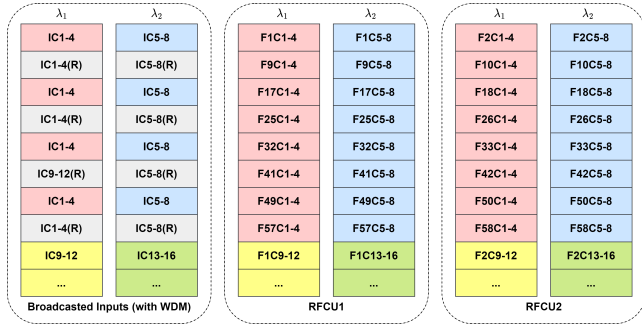 λ1 λ2 λ1 λ2 λ1 λ2
IC1-4 IC5-8 F1C1-4 F1C5-8 F2C1-4 F2C5-8
IC1-4(R) IC5-8(R) F9C1-4 F9C5-8 F10C1-4 F10C5-8
IC1-4 IC5-8 F17C1-4 F17C5-8 F18C1-4 F18C5-8
IC1-4(R) IC5-8(R) F25C1-4 F25C5-8 F26C1-4 F26C5-8
IC1-4 IC5-8 F32C1-4 F32C5-8 F33C1-4 F33C5-8
IC9-12(R) IC5-8(R) F41C1-4 F41C5-8 F42C1-4 F42C5-8
IC1-4 IC5-8 F49C1-4 F49C5-8 F50C1-4 F50C5-8
IC1-4(R) IC5-8(R) F57C1-4 F57C5-8 F58C1-4 F58C5-8
IC9-12 IC13-16 F1C9-12 F1C13-16 F2C9-12 F2C13-16
... ... ... ... ... ...
Broadcasted Inputs (with WDM) RFCU1 RFCU2